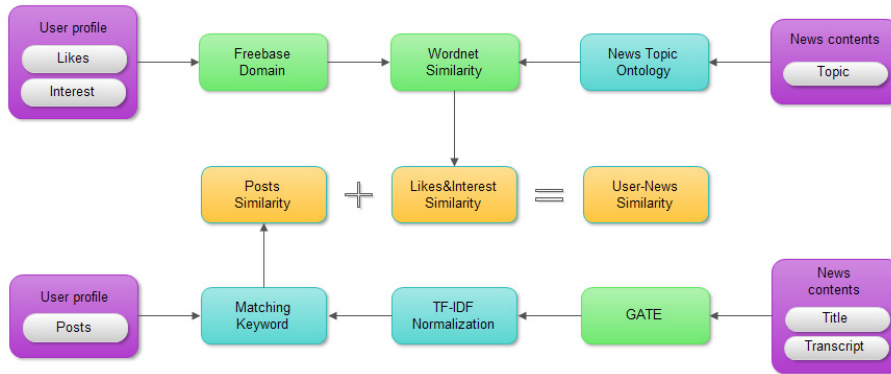 User profile
Likes
Interest
Freebase
Domain
Wordnet
Similarity
News Topic
Ontology
News contents
Topic
Posts
Similarity
Likes&Interest
Similarity
User-News
Similarity
User profile
Posts
Matching
Keyword
TF-IDF
Normalization
GATE
News
contents
Title
Transcript